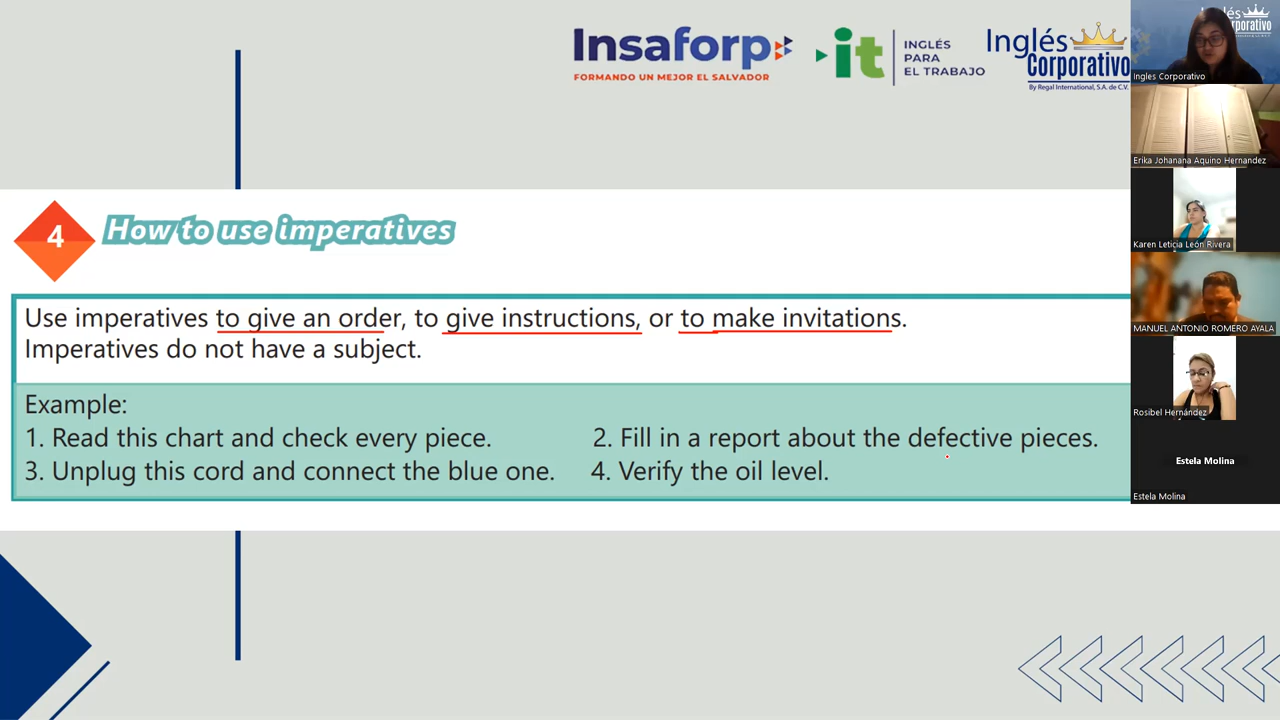 Insaforp
FORMANDO UN MEJOR EL SALVADOR
it
INGLÉS
PARA
EL TRABAJO
Inglés
Corporativo
By Regal International, S.A. de C.V.
4
How to use imperatives
Use imperatives to give an order, to give instructions, or to make invitations.
Imperatives do not have a subject.
Example:
1. Read this chart and check every piece.
2. Fill in a report about the defective pieces.
3. Unplug this cord and connect the blue one.
4. Verify the oil level.
Ingles Corporativo
Erika Johanana Aquino Hernandez
Karen Leticia León Rivera
MANUEL ANTONIO ROMERO AYALA
Rosibel Hernández
Estela Molina
Estela Molina